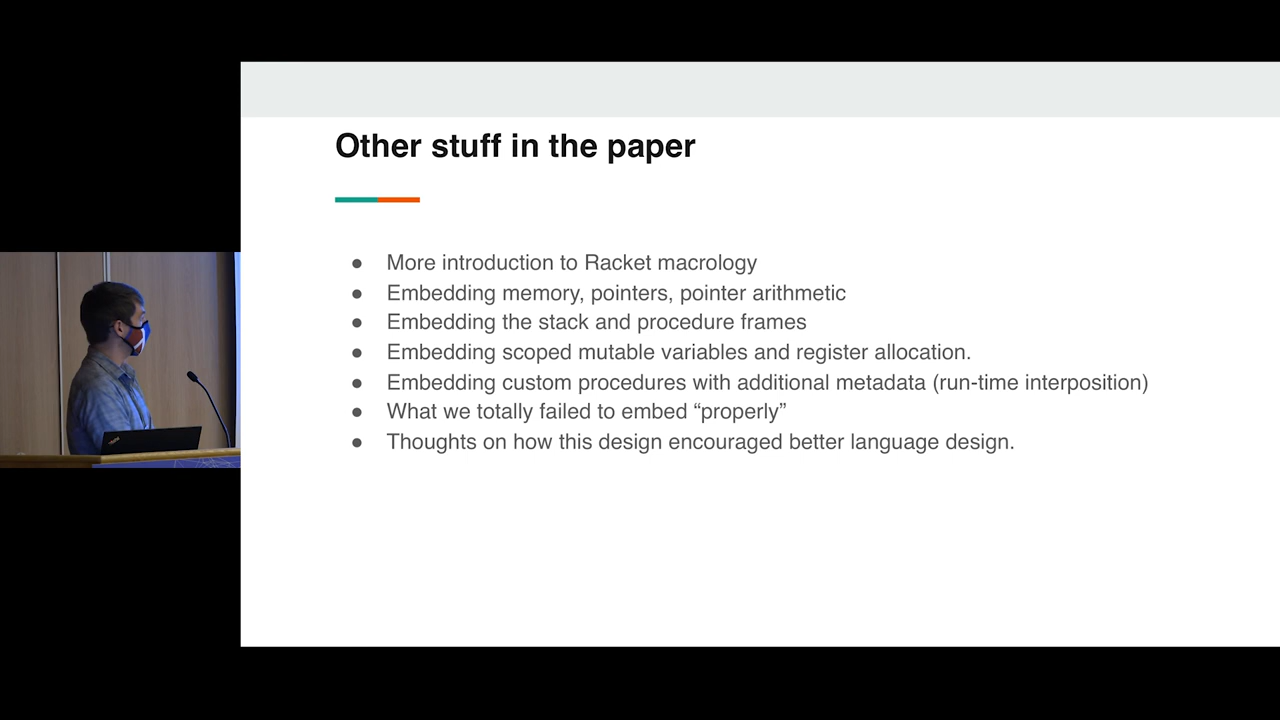 Other stuff in the paper
● More introduction to Racket macrology
● Embedding memory, pointers, pointer arithmetic
● Embedding the stack and procedure frames
● Embedding scoped mutable variables and register allocation.
● Embedding custom procedures with additional metadata (run-time interposition)
● What we totally failed to embed “properly”
● Thoughts on how this design encouraged better language design.